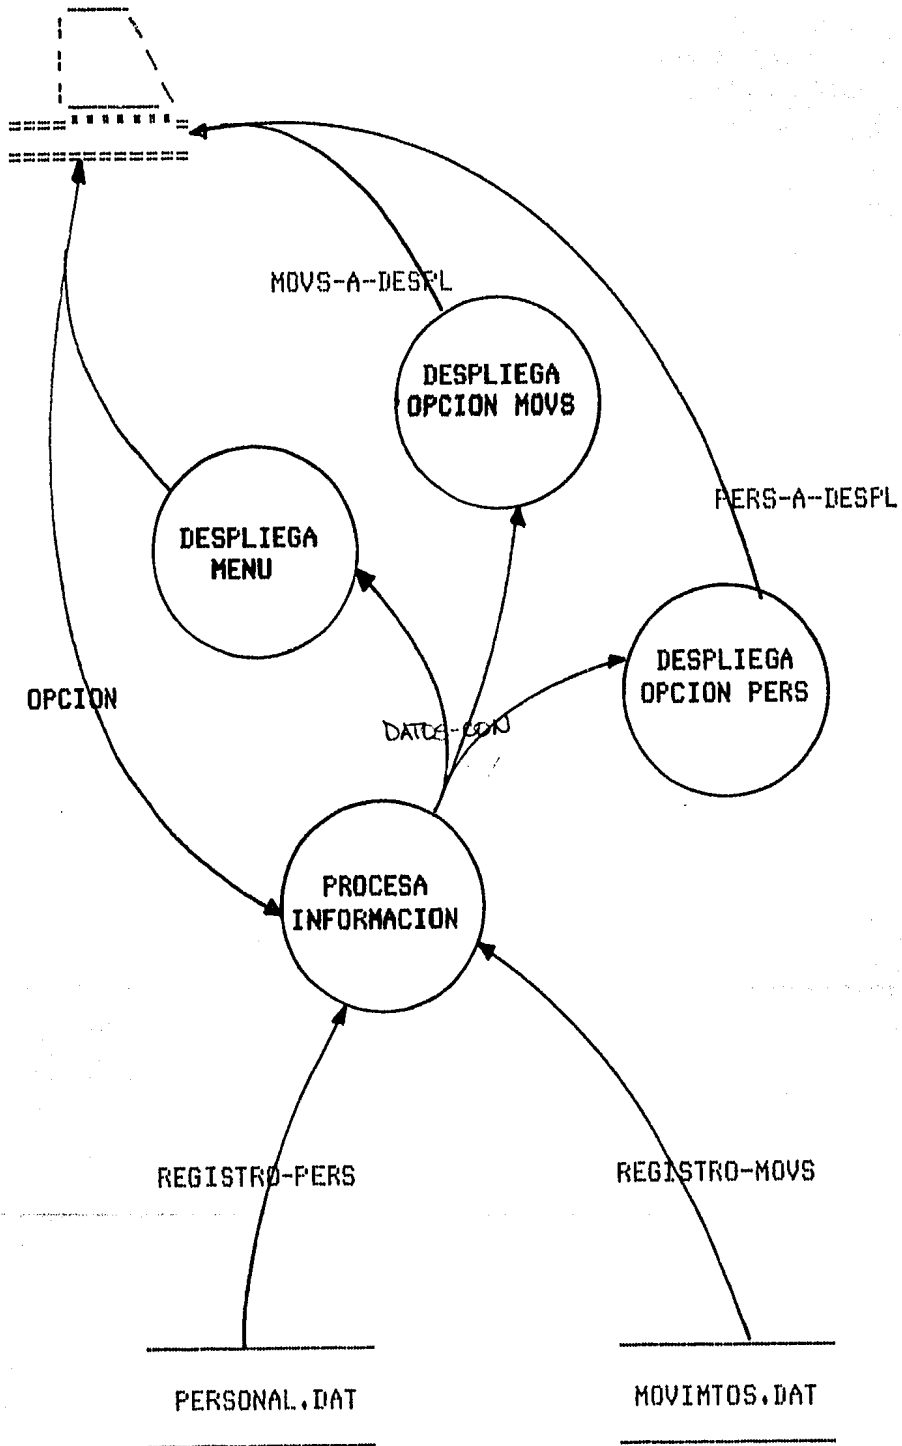 MOVS-A-DESPL
DESPLIEGA
OPCION MOVS
PERS-A-DESPL
DESPLIEGA
MENU
DESPLIEGA
OPCION PERS
OPCION
DATOS-CON
PROCESA
INFORMACION
REGISTRO-PERS
REGISTRO-MOVS
PERSONAL.DAT
MOVIMTOS.DAT